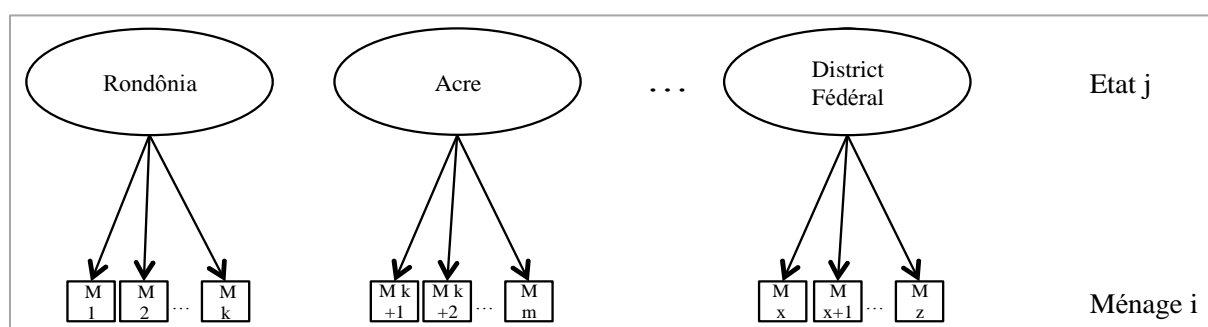 Rondônia
Acre
...
District
Fédéral
Etat j
M
1
M
2
...
M
k
M k
+1
M k
+2
...
M
m
M
x
M
x+1
...
M
z
Ménage i